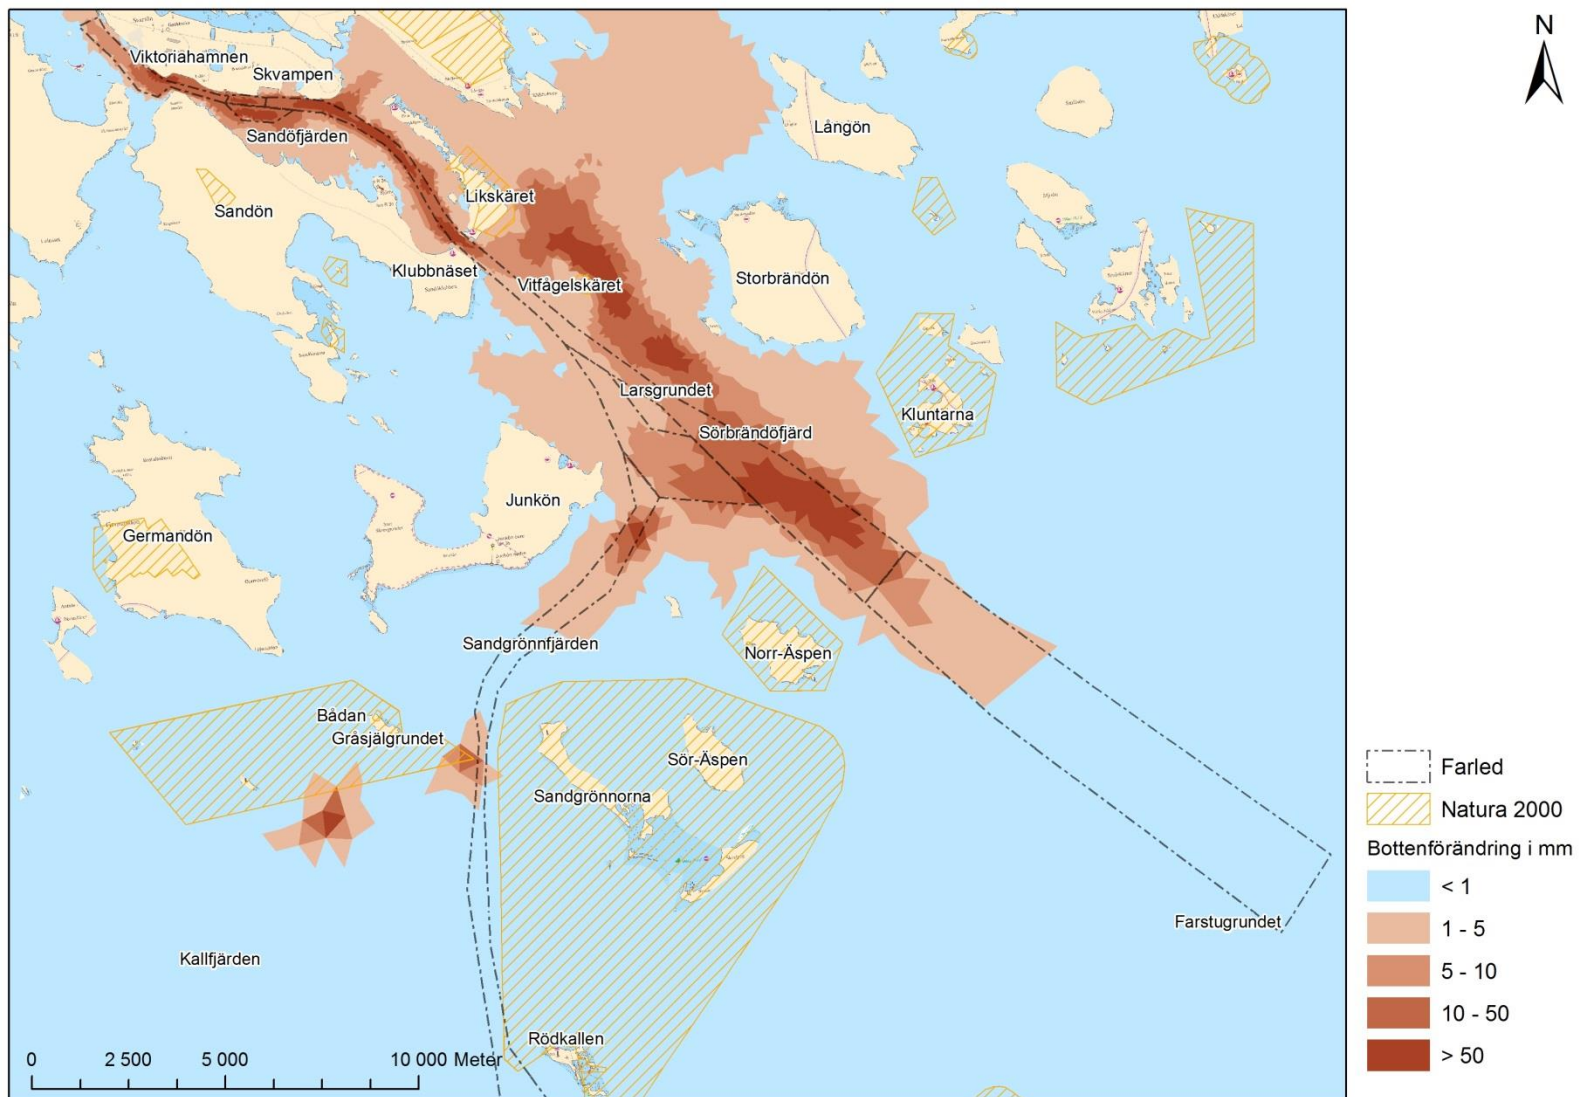 N
Viktoriahamnen
Skvampen
Sandöfjärden
Långön
Likskäret
Sandön
Klubbnäset
Vitfågelskäret
Storbrändön
Larsgrundet
Kluntarna
Sörbrändöfjärd
Junkön
Germandön
Sandgrönnfjärden
Norr-Äspen
Bådan
Gråsjälgrundet
Sör-Äspen
Sandgrönnorna
Farstugrundet
Kallfjärden
Rödkallen
0 2 500 5 000 10 000 Meter
Farled
Natura 2000
Bottenförändring i mm
< 1
1 - 5
5 - 10
10 - 50
> 50